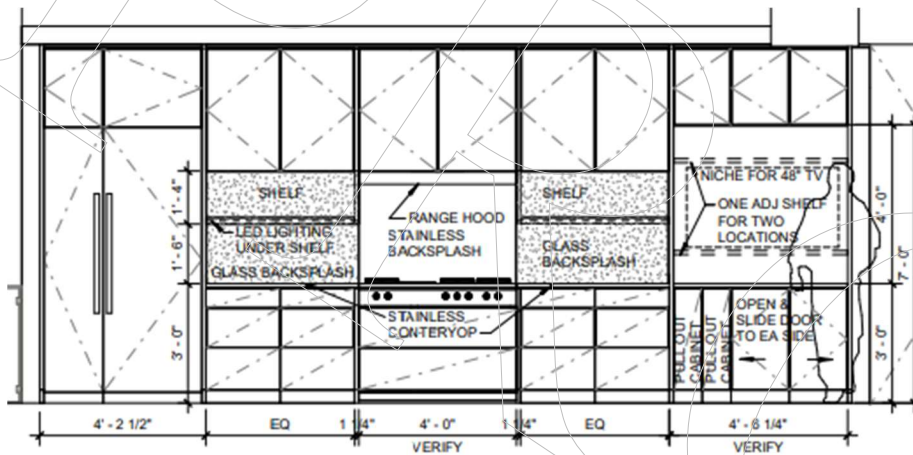 SHELF
SHELF
NICHE FOR 48" TV
ONE ADJ SHELF
FOR TWO
LOCATIONS
RANGE HOOD
STAINLESS
BACKSPLASH
LED LIGHTING
UNDER SHELF
GLASS BACKSPLASH
GLASS
BACKSPLASH
STAINLESS
CONTERYOP
PULL OUT
CABINET
PULL OUT
CABINET
OPEN &
SLIDE DOOR
TO EA SIDE
1' - 4"
1' - 6"
3' - 0"
4' - 0"
7' - 0"
3' - 0"
4' - 2 1/2"
EQ
1 1/4"
4' - 0"
VERIFY
1 1/4"
EQ
4' - 6 1/4"
VERIFY